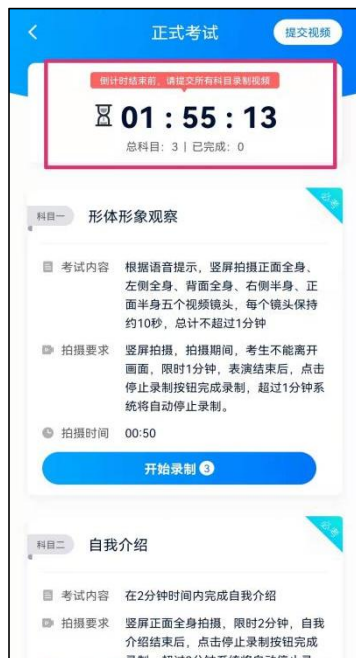 正式考试
提交视频
倒计时结束前，请提交所有科目录制视频
01 : 55 : 13
总科目：3 | 已完成：0
必考
科目一 形体形象观察
考试内容 根据语音提示，竖屏拍摄正面全身、
左侧全身、背面全身、右侧半身、正
面半身五个视频镜头，每个镜头保持
约10秒，总计不超过1分钟
拍摄要求 竖屏拍摄，拍摄期间，考生不能离开
画面，限时1分钟，表演结束后，点击
停止录制按钮完成录制，超过1分钟系
统将自动停止录制。
拍摄时间 00:50
开始录制 3
必考
科目二 自我介绍
考试内容 在2分钟时间内完成自我介绍
拍摄要求 竖屏正面全身拍摄，限时2分钟，自我
介绍结束后，点击停止录制按钮完成